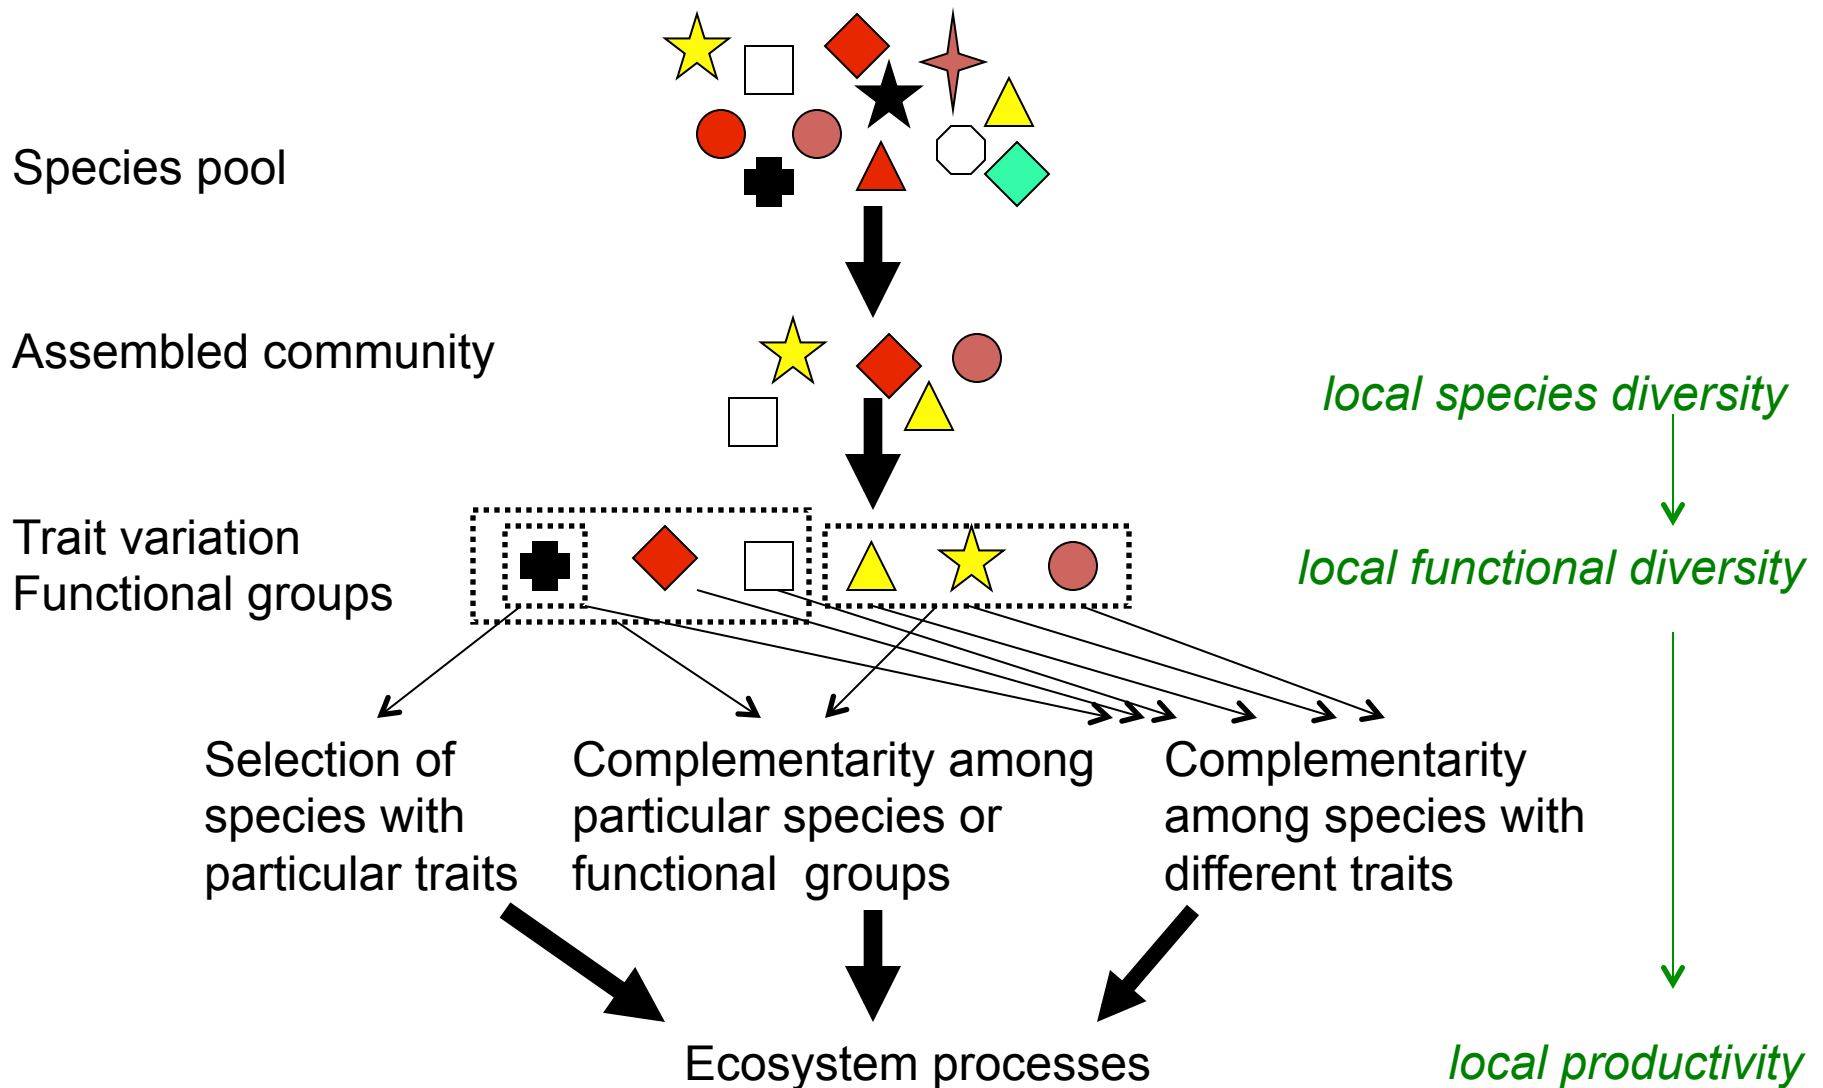 Species pool
Assembled community
local species diversity
Trait variation
Functional groups
local functional diversity
Selection of
species with
particular traits
Complementarity among
particular species or
functional  groups
Complementarity
among species with
different traits
Ecosystem processes
local productivity